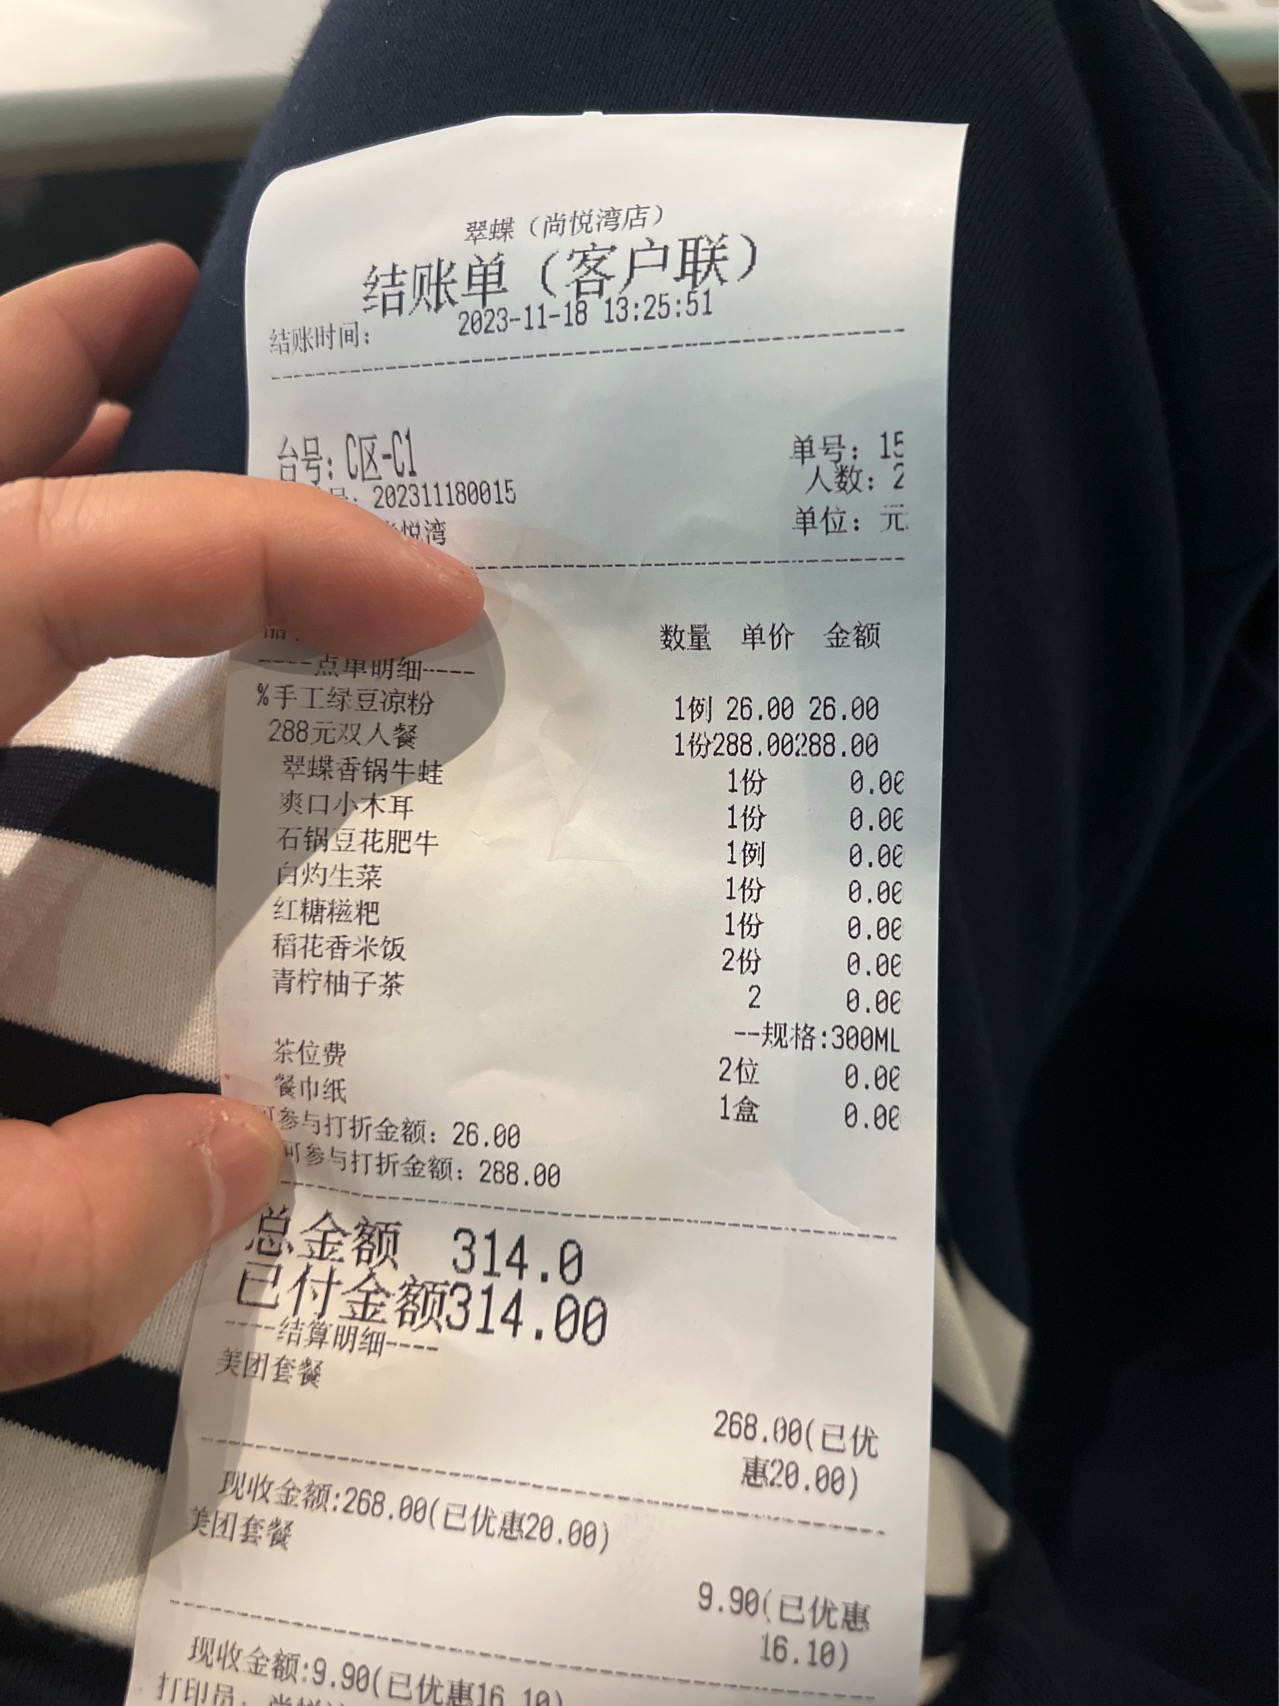 翠蝶（尚悦湾店）
结账单（客户联）
结账时间： 2023-11-18 13:25:51
台号：C区-C1 单号：15
号：202311180015 人数：2
尚悦湾 单位：元
数量 单价 金额
----点单明细-----
%手工绿豆凉粉 1例 26.00 26.00
288元双人餐 1份288.00288.00
翠蝶香锅牛蛙 1份 0.00
爽口小木耳 1份 0.00
石锅豆花肥牛 1例 0.00
白灼生菜 1份 0.00
红糖糍粑 1份 0.00
稻花香米饭 2份 0.00
青柠柚子茶 2 0.00
--规格:300ML
茶位费 2位 0.00
餐巾纸 1盒 0.00
可参与打折金额：26.00
可参与打折金额：288.00
总金额 314.0
已付金额314.00
----结算明细----
美团套餐
268.00(已优
惠20.00)
现收金额:268.00(已优惠20.00)
美团套餐
9.90(已优惠
16.10)
现收金额:9.90(已优惠16.10)
打印员：